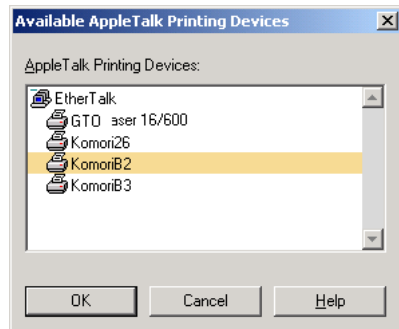 Available AppleTalk Printing Devices
AppleTalk Printing Devices:
EtherTalk
GTO aser 16/600
Komori26
KomoriB2
KomoriB3
OK Cancel Help